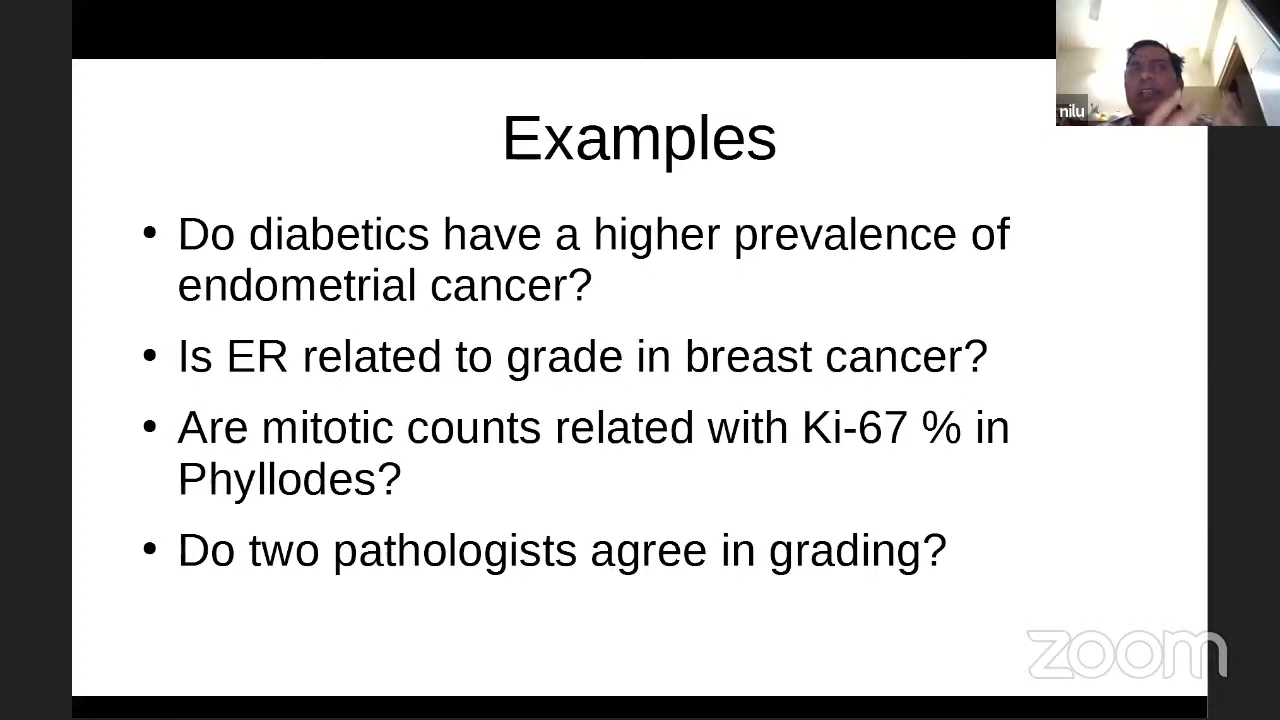 nilu
Examples
• Do diabetics have a higher prevalence of
endometrial cancer?
• Is ER related to grade in breast cancer?
• Are mitotic counts related with Ki-67 % in
Phyllodes?
• Do two pathologists agree in grading?
zoom